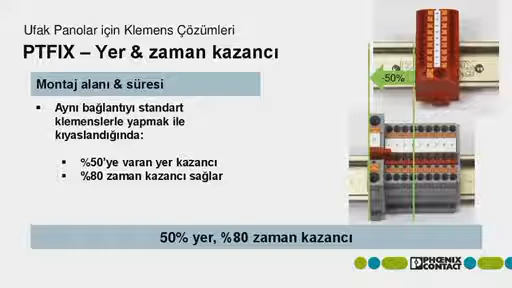 Ufak Panolar için Klemens Çözümleri
PTFIX – Yer & zaman kazancı
Montaj alanı & süresi
Aynı bağlantıyı standart
klemenslerle yapmak ile
kıyaslandığında:
%50'ye varan yer kazancı
%80 zaman kazancı sağlar
-50%
50% yer, %80 zaman kazancı
PHŒNIX
CONTACT